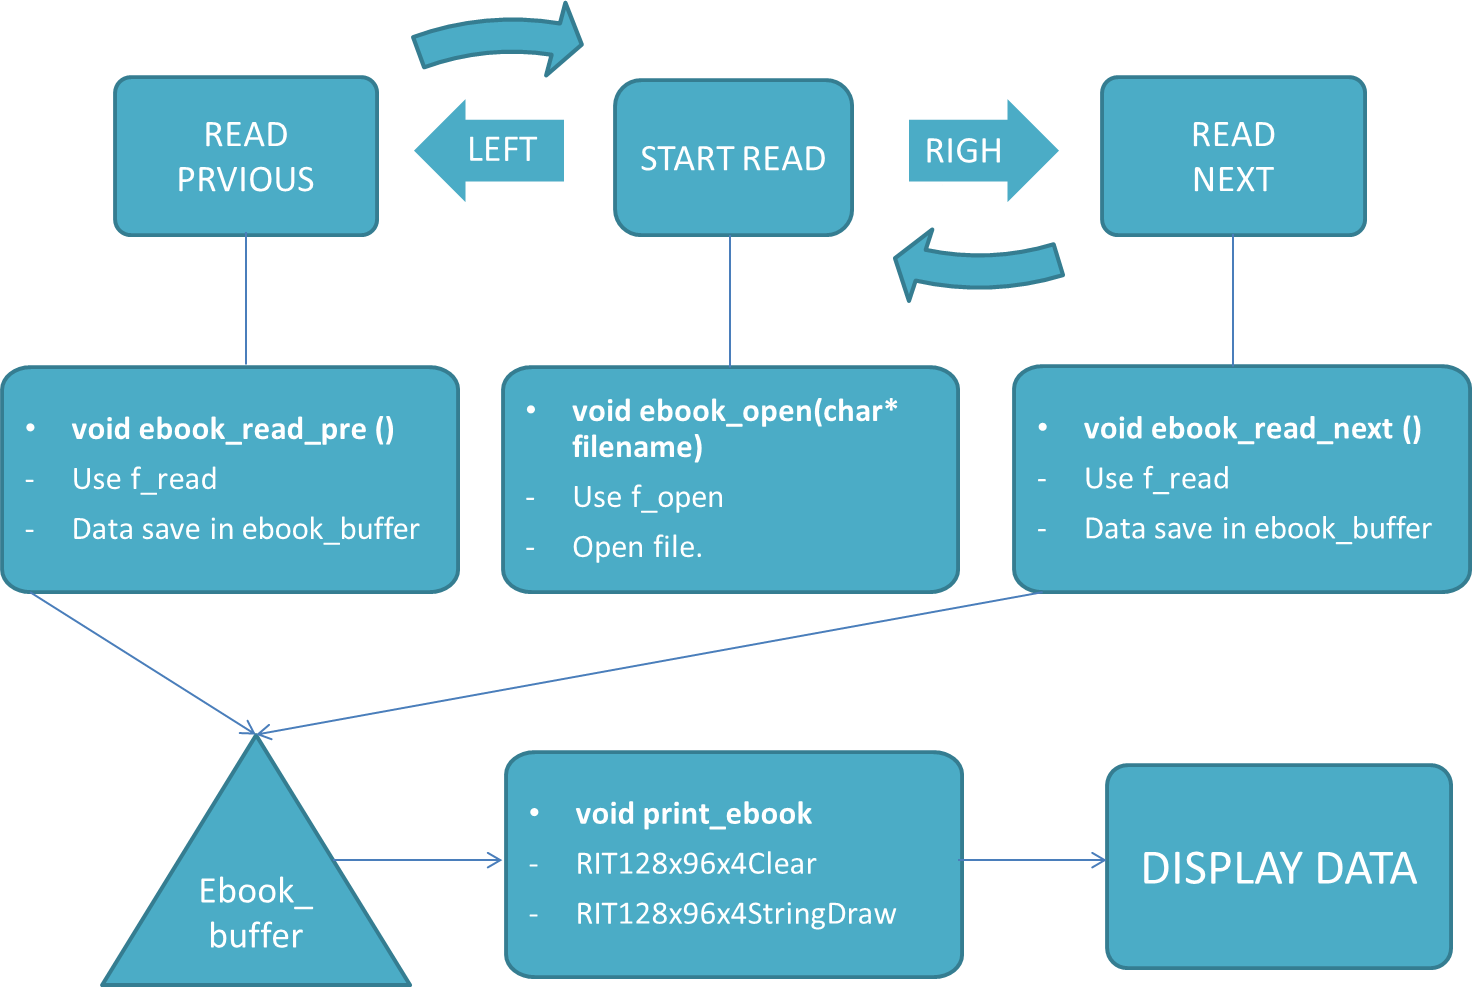 READ
PRVIOUS
LEFT
START READ
RIGH
READ
NEXT
• void ebook_read_pre ()
- Use f_read
- Data save in ebook_buffer
• void ebook_open(char*
filename)
- Use f_open
- Open file.
• void ebook_read_next ()
- Use f_read
- Data save in ebook_buffer
Ebook_
buffer
• void print_ebook
- RIT128x96x4Clear
- RIT128x96x4StringDraw
DISPLAY DATA